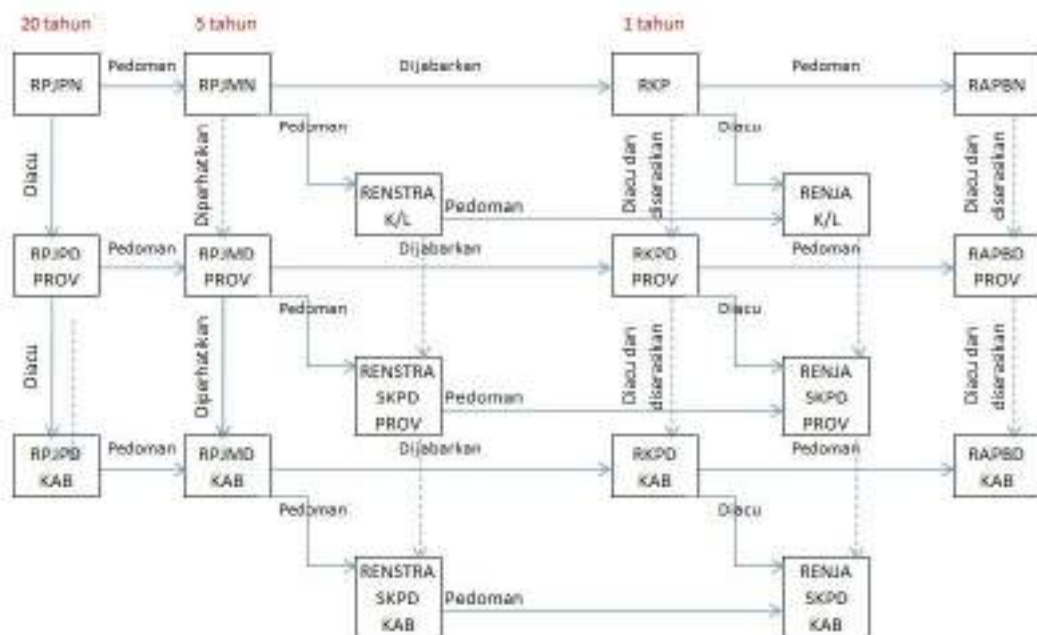 20 tahun
5 tahun
1 tahun
RPJPN
Pedoman
RPJMN
Dijabarkan
RKP
Pedoman
RAPBN
Diacu
Diperhatikan
Pedoman
RENSTRA
K/L
Pedoman
Diacu dan
diserasikan
Diacu
RENJA
K/L
Diacu dan
diserasikan
RPJPD
PROV
Pedoman
RPJMD
PROV
Dijabarkan
RKPD
PROV
Pedoman
RAPBD
PROV
Diacu
Diperhatikan
Pedoman
RENSTRA
SKPD
PROV
Pedoman
Diacu dan
diserasikan
Diacu
RENJA
SKPD
PROV
Diacu dan
diserasikan
RPJPD
KAB
Pedoman
RPJMD
KAB
Dijabarkan
RKPD
KAB
Pedoman
RAPBD
KAB
Pedoman
RENSTRA
SKPD
KAB
Pedoman
Diacu
RENJA
SKPD
KAB